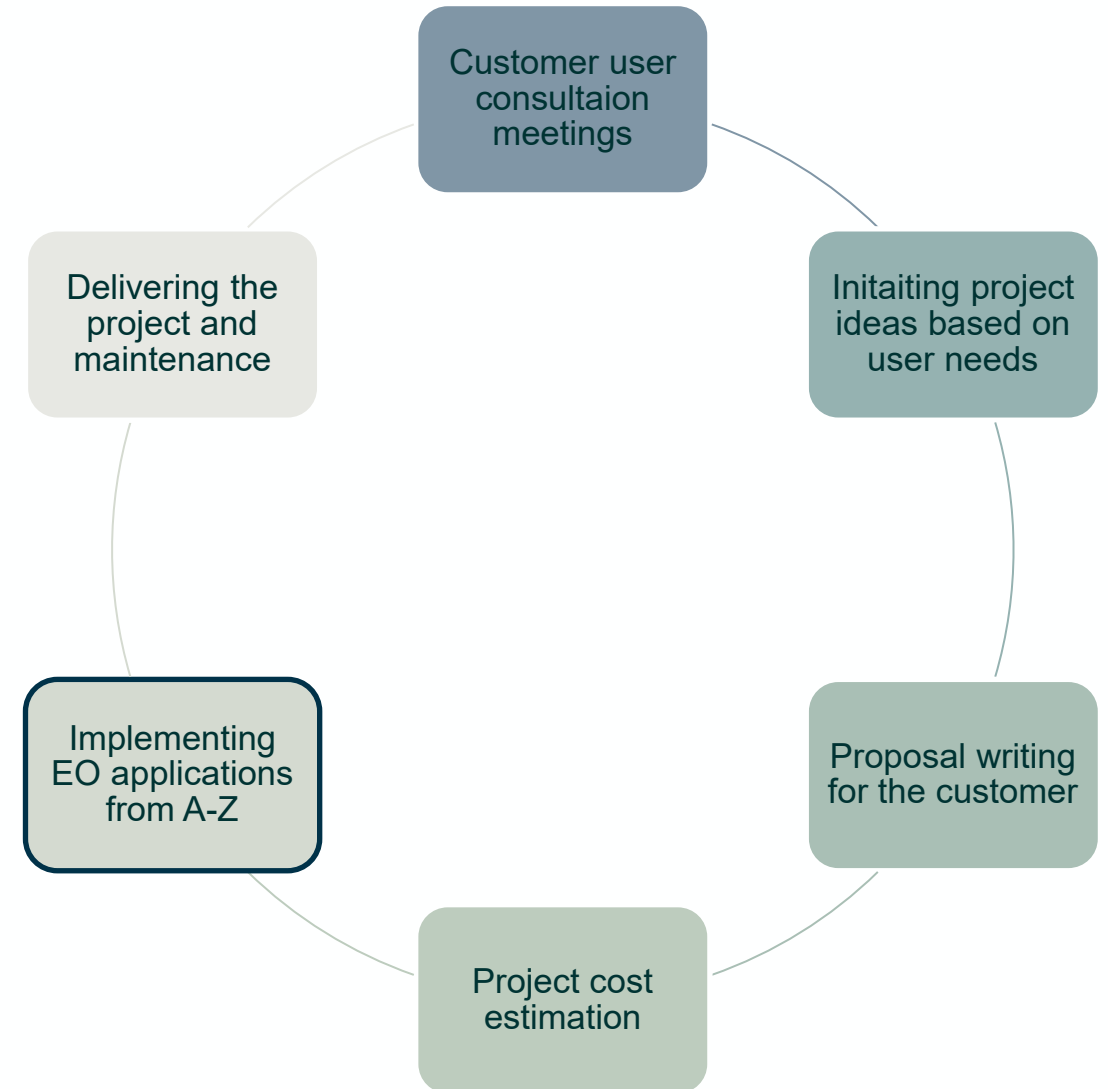 Customer user
consultaion
meetings
Initaiting project
ideas based on
user needs
Proposal writing
for the customer
Project cost
estimation
Implementing
EO applications
from A-Z
Delivering the
project and
maintenance